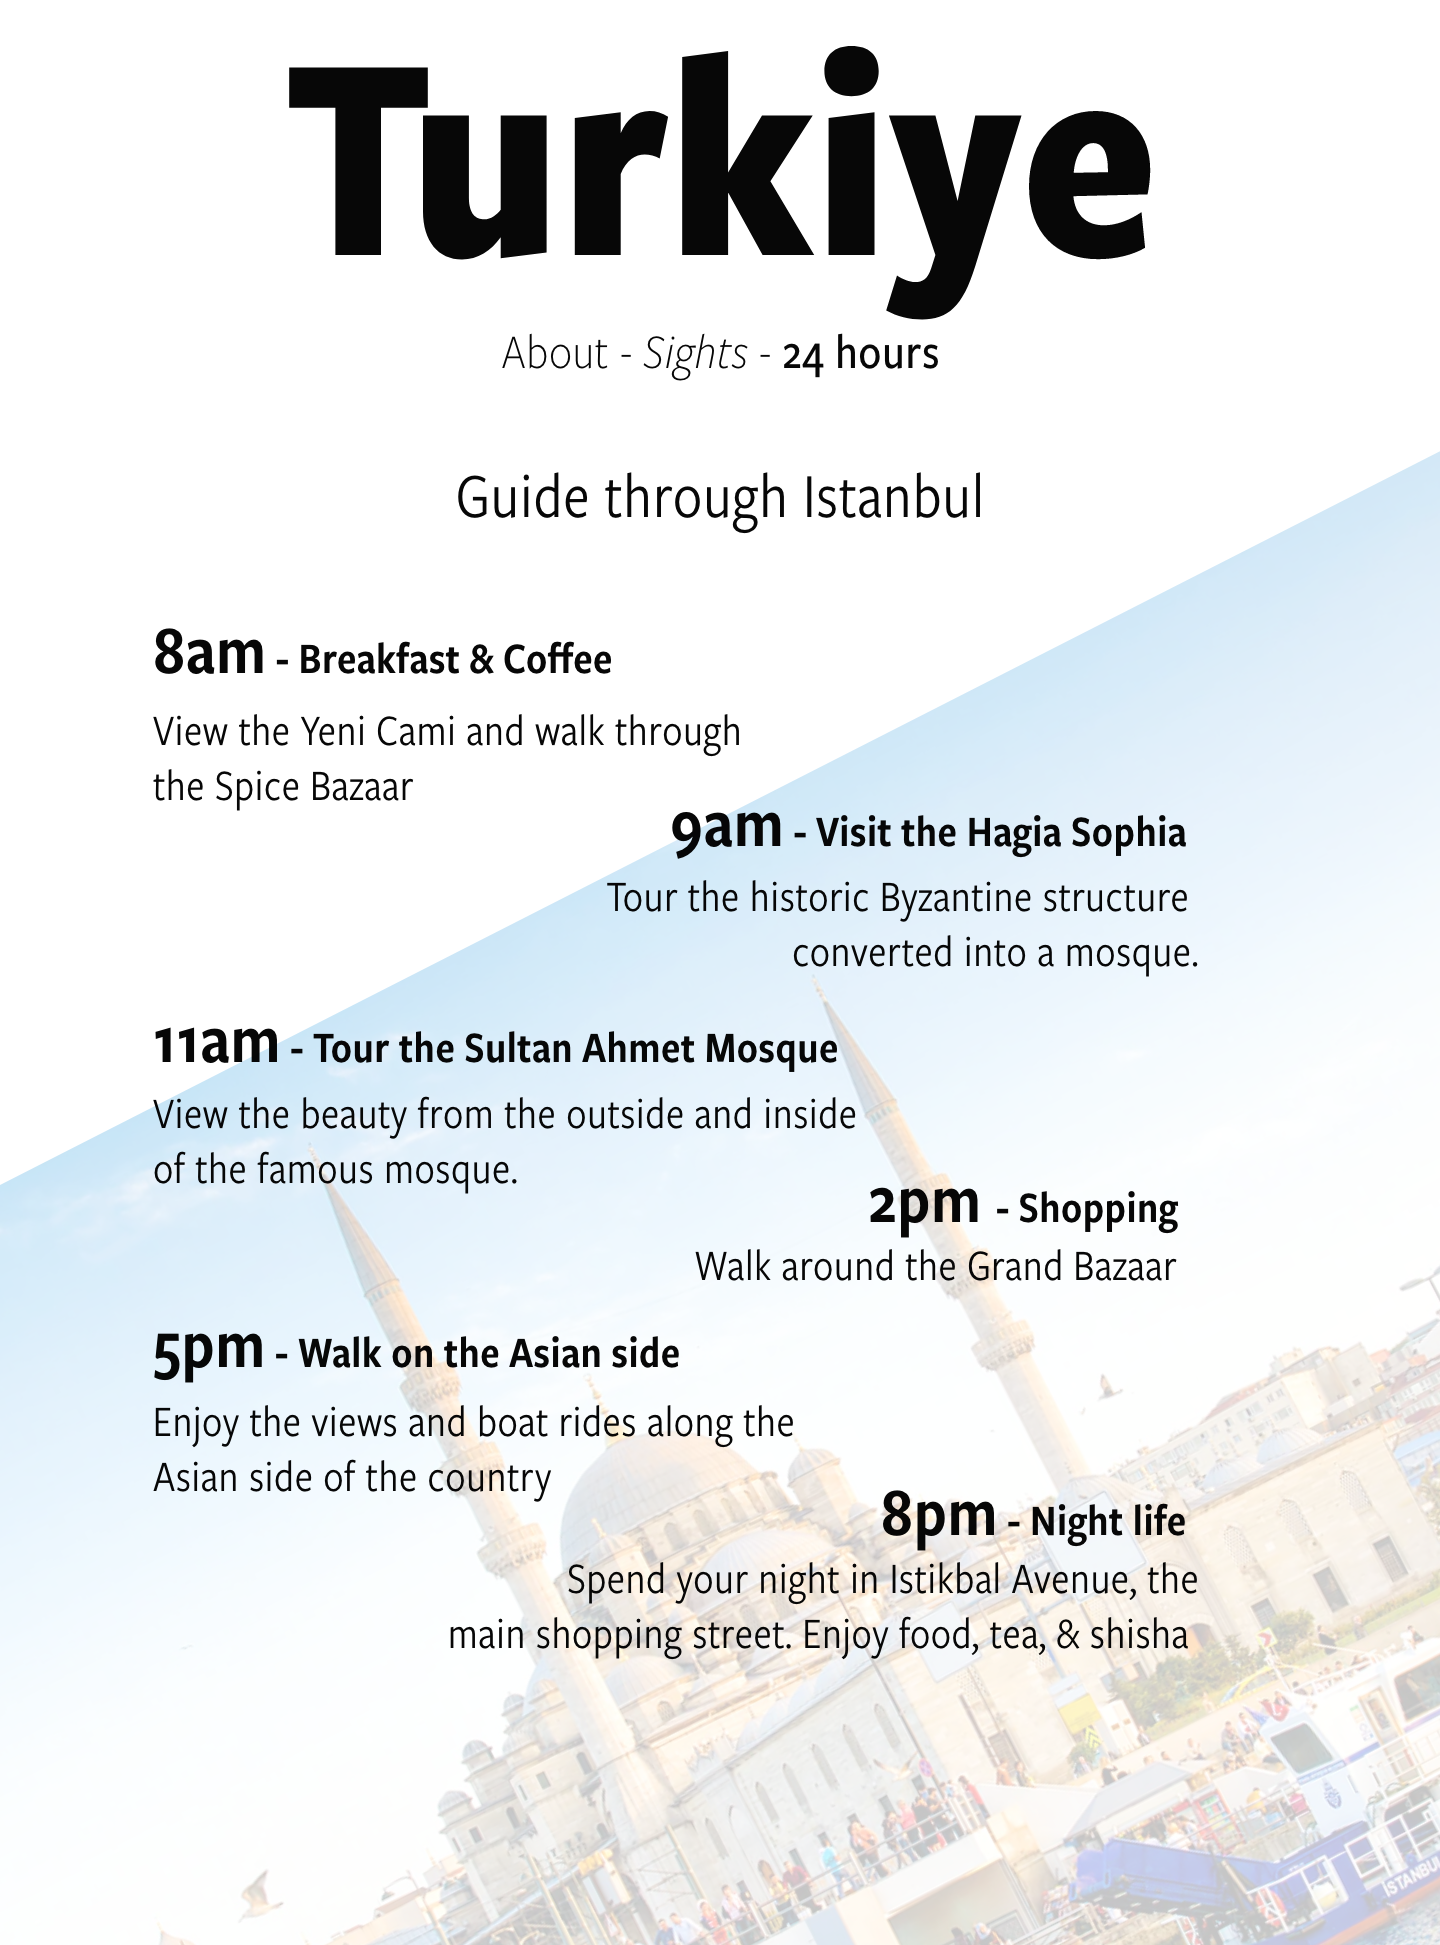 Turkiye
About - Sights - 24 hours
Guide through Istanbul
8am - Breakfast & Coffee
View the Yeni Cami and walk through
the Spice Bazaar
9am - Visit the Hagia Sophia
Tour the historic Byzantine structure
converted into a mosque.
11am - Tour the Sultan Ahmet Mosque
View the beauty from the outside and inside
of the famous mosque.
2pm - Shopping
Walk around the Grand Bazaar
5pm - Walk on the Asian side
Enjoy the views and boat rides along the
Asian side of the country
8pm - Night life
Spend your night in Istikbal Avenue, the
main shopping street. Enjoy food, tea, & shisha
ISTANBUL